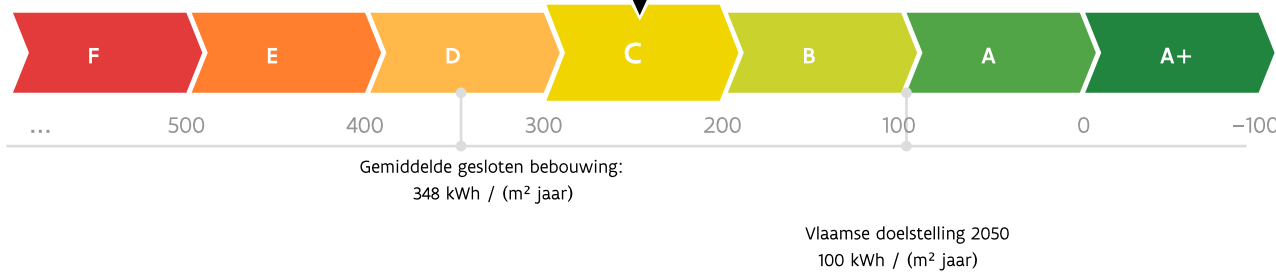 F E D C B A A+
... 500 400 300 200 100 0 −100
Gemiddelde gesloten bebouwing:
348 kWh / (m² jaar)
Vlaamse doelstelling 2050
100 kWh / (m² jaar)